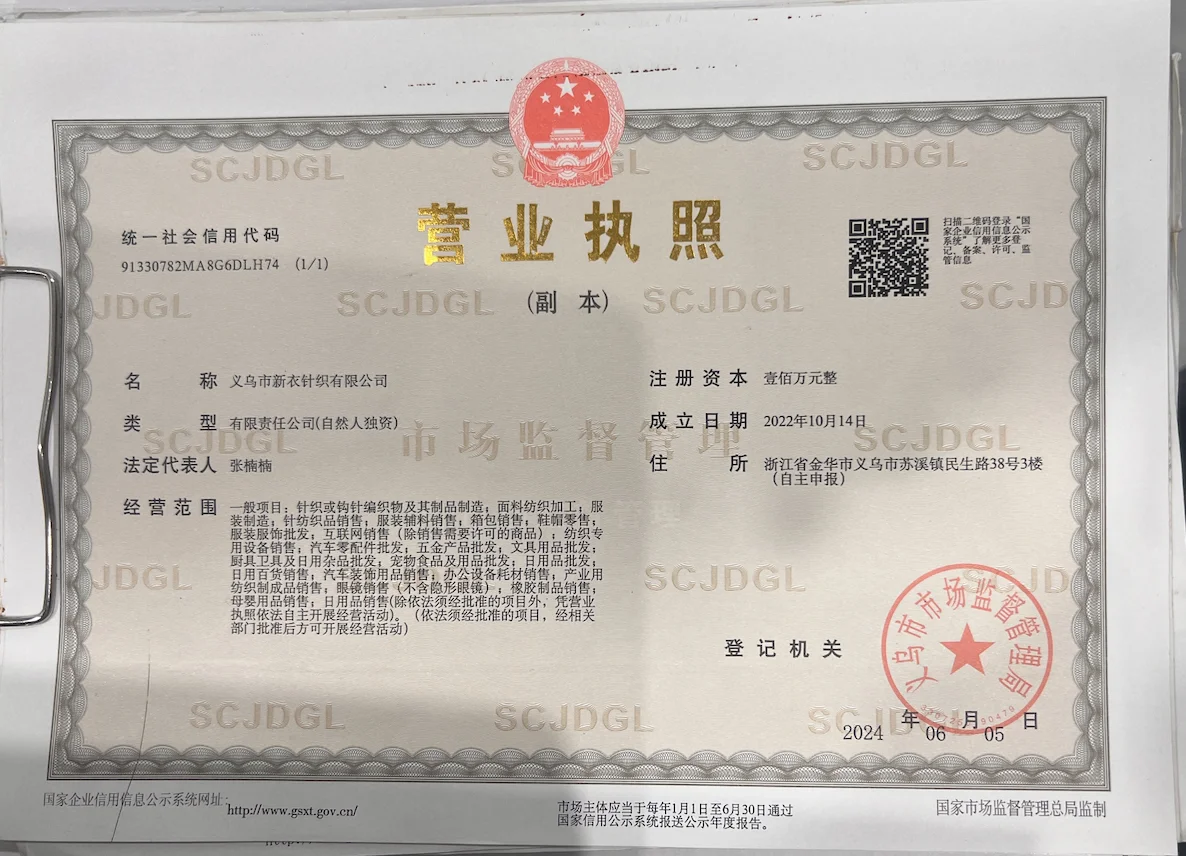 营业执照
（副 本）
统一社会信用代码
91330782MA8G6DLH74 (1/1)
扫描二维码登录“国
家企业信用信息公示
系统”了解更多登
记、备案、许可、监
管信息
名 称 义乌市新衣针织有限公司
类 型 有限责任公司(自然人独资)
法定代表人 张楠楠
经营范围 一般项目：针织或钩针编织物及其制品制造；面料纺织加工；服
装制造；针纺织品销售；服装辅料销售；箱包销售；鞋帽零售；
服装服饰批发；互联网销售（除销售需要许可的商品）；纺织专
用设备销售；汽车零配件批发；五金产品批发；文具用品批发；
厨具卫具及日用杂品批发；宠物食品及用品批发；日用品批发；
日用百货销售；汽车装饰用品销售；办公设备耗材销售；产业用
纺织制成品销售；眼镜销售（不含隐形眼镜）；橡胶制品销售；
母婴用品销售；日用品销售(除依法须经批准的项目外，凭营业
执照依法自主开展经营活动)。（依法须经批准的项目，经相关
部门批准后方可开展经营活动）
注册资本 壹佰万元整
成立日期 2022年10月14日
住 所 浙江省金华市义乌市苏溪镇民生路38号3楼
（自主申报）
登记机关
义乌市市场监督管理局
2024 年 06 月 05 日
SCJDGL
市场监督管理
国家企业信用信息公示系统网址：
http://www.gsxt.gov.cn/
市场主体应当于每年1月1日至6月30日通过
国家信用公示系统报送公示年度报告。
国家市场监督管理总局监制